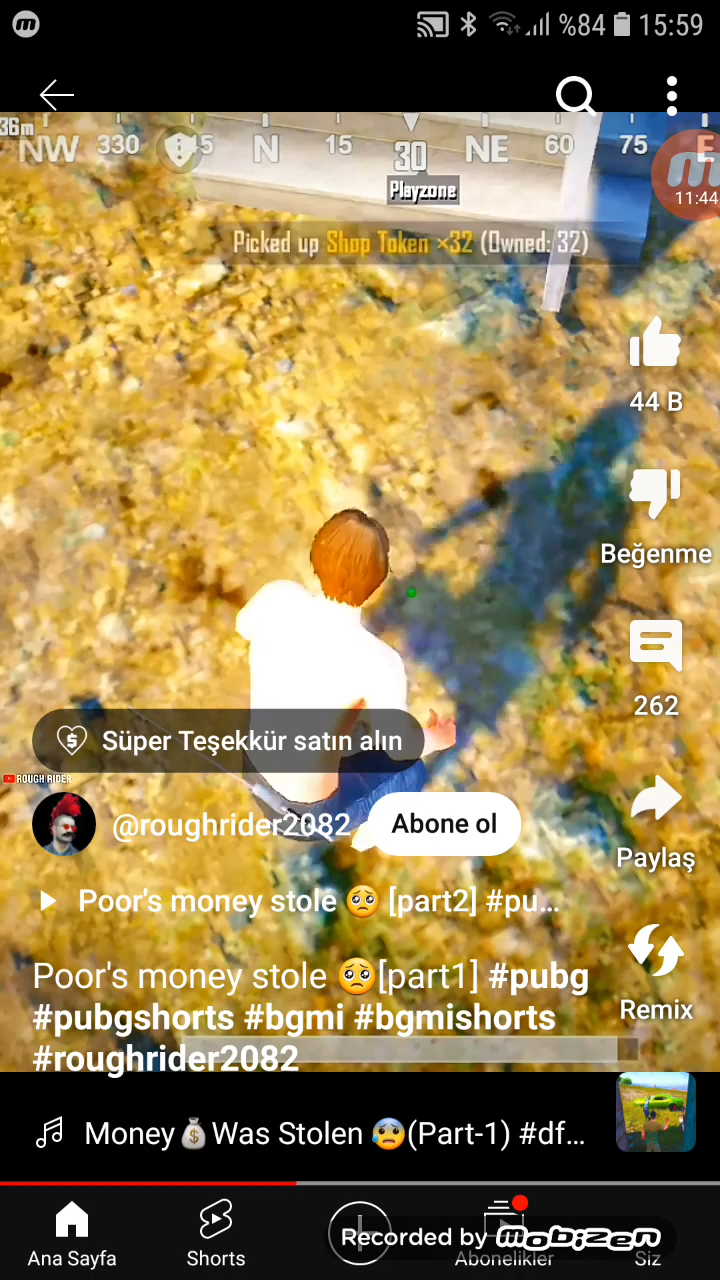 %84 15:59
36m
NW 330 345 N 15 30 NE 60 75 E
Playzone
11:44
Picked up Shop Token ×32 (Owned: 32)
44 B
Beğenme
262
Süper Teşekkür satın alın
ROUGH RIDER
@roughrider2082 Abone ol
Paylaş
Poor's money stole 🥺 [part2] #pu...
Poor's money stole 🥺[part1] #pubg
#pubgshorts #bgmi #bgmishorts
#roughrider2082
Remix
Money💰Was Stolen 😰(Part-1) #df...
Recorded by mobizen
Ana Sayfa Shorts Abonelikler Siz